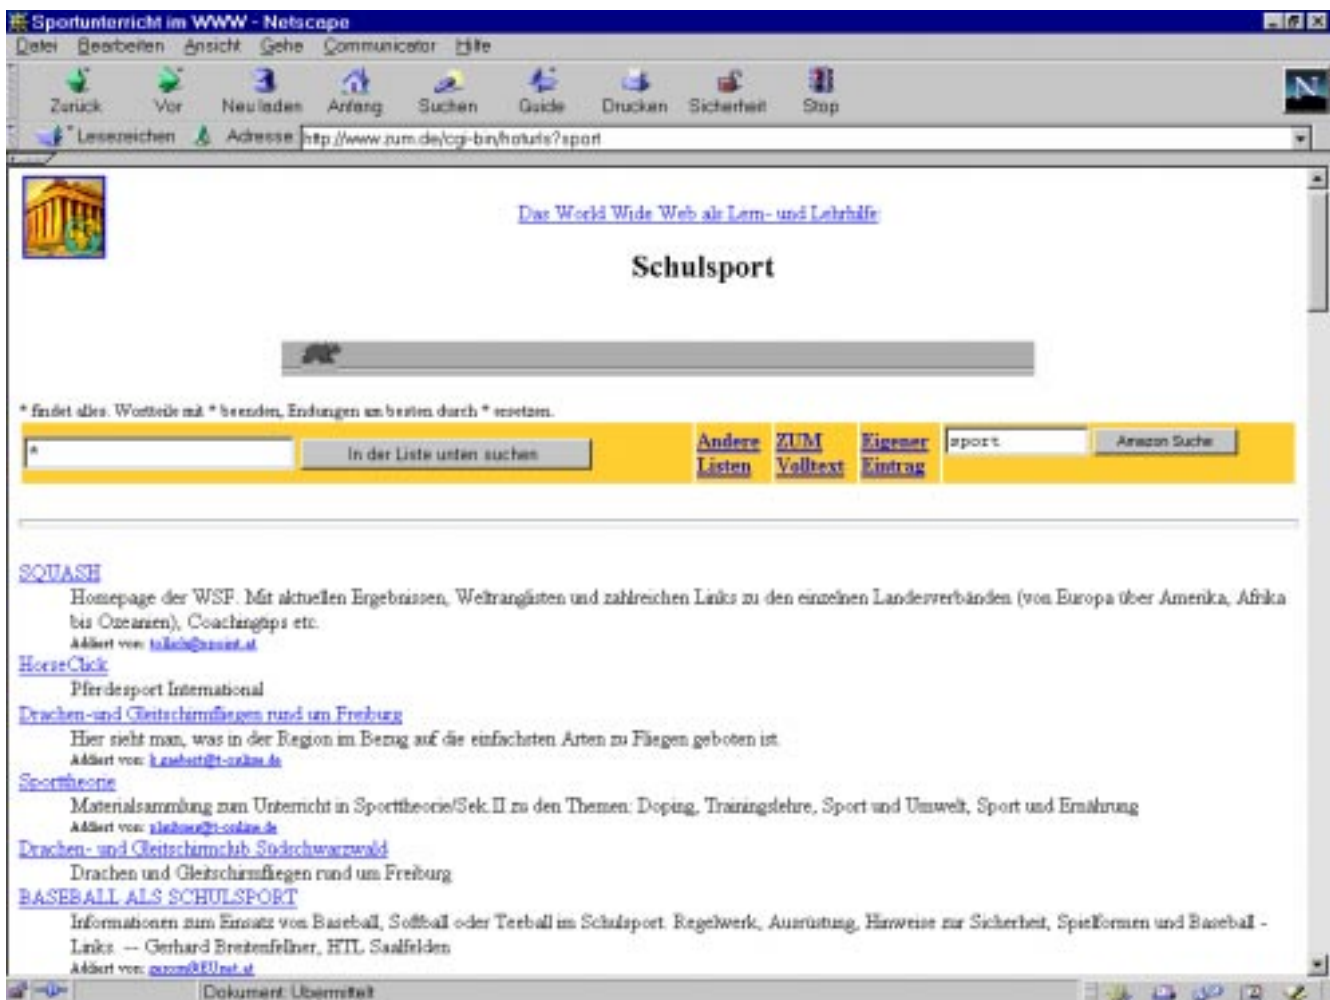 Sportunterricht im WWW - Netscape
Datei Bearbeiten Ansicht Gehe Communicator Hilfe
Zurück Vor Neu laden Anfang Suchen Guide Drucken Sicherheit Stop
N
Lesezeichen Adresse http://www.zum.de/cgi-bin/hoturls?sport
Das World Wide Web als Lern- und Lehrhilfe
Schulsport
* findet alles. Wortteile mit * beenden, Endungen am besten durch * ersetzen.
* In der Liste unten suchen Andere Listen ZUM Volltext Eigener Eintrag sport Amazon Suche
SQUASH
Homepage der WSF. Mit aktuellen Ergebnissen, Weltranglisten und zahlreichen Links zu den einzelnen Landesverbänden (von Europa über Amerika, Afrika
bis Ozeanien), Coachingtips etc.
Addiert von:
HorseClick
Pferdesport International
Drachen-und Gleitschirmfliegen rund um Freiburg
Hier sieht man, was in der Region im Bezug auf die einfachsten Arten zu Fliegen geboten ist.
Addiert von:
Sporttheorie
Materialsammlung zum Unterricht in Sporttheorie/Sek.II zu den Themen: Doping, Trainingslehre, Sport und Umwelt, Sport und Ernährung
Addiert von:
Drachen- und Gleitschirmclub Südschwarzwald
Drachen und Gleitschirmfliegen rund um Freiburg
BASEBALL ALS SCHULSPORT
Informationen zum Einsatz von Baseball, Softball oder Teeball im Schulsport. Regelwerk, Ausrüstung, Hinweise zur Sicherheit, Spielformen und Baseball -
Links. -- Gerhard Breitenfellner, HTL Saalfelden
Addiert von:
Dokument: Übermittelt